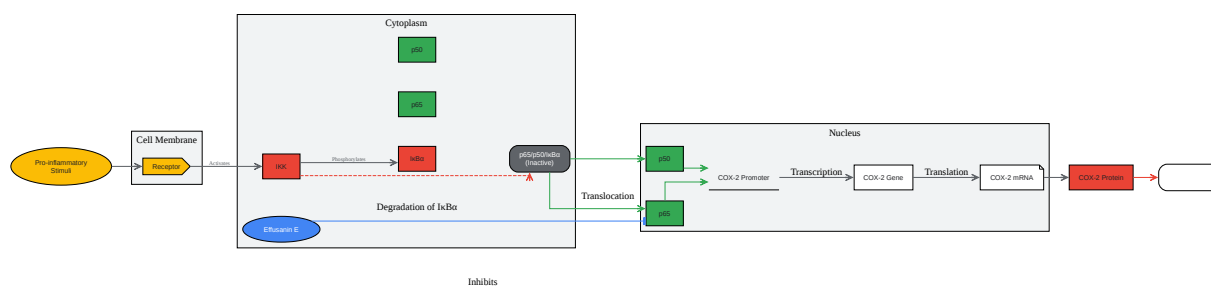 Cytoplasm
p50
p65
Cell Membrane
Pro-inflammatory
Stimuli
Receptor
Activates
IKK
Phosphorylates
IκBα
p65/p50/IκBα
(Inactive)
Degradation of IκBα
Effusanin E
Translocation
Nucleus
p50
p65
COX-2 Promoter
Transcription
COX-2 Gene
Translation
COX-2 mRNA
COX-2 Protein
Inhibits